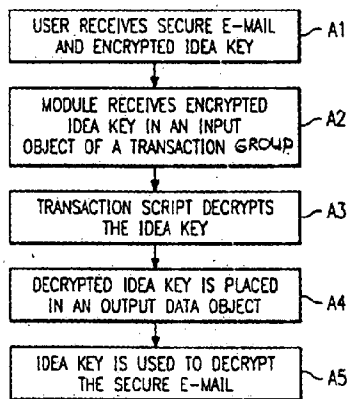 USER RECEIVES SECURE E-MAIL
AND ENCRYPTED IDEA KEY
A1
MODULE RECEIVES ENCRYPTED
IDEA KEY IN AN INPUT
OBJECT OF A TRANSACTION GROUP
A2
TRANSACTION SCRIPT DECRYPTS
THE IDEA KEY
A3
DECRYPTED IDEA KEY IS PLACED
IN AN OUTPUT DATA OBJECT
A4
IDEA KEY IS USED TO DECRYPT
THE SECURE E-MAIL
A5